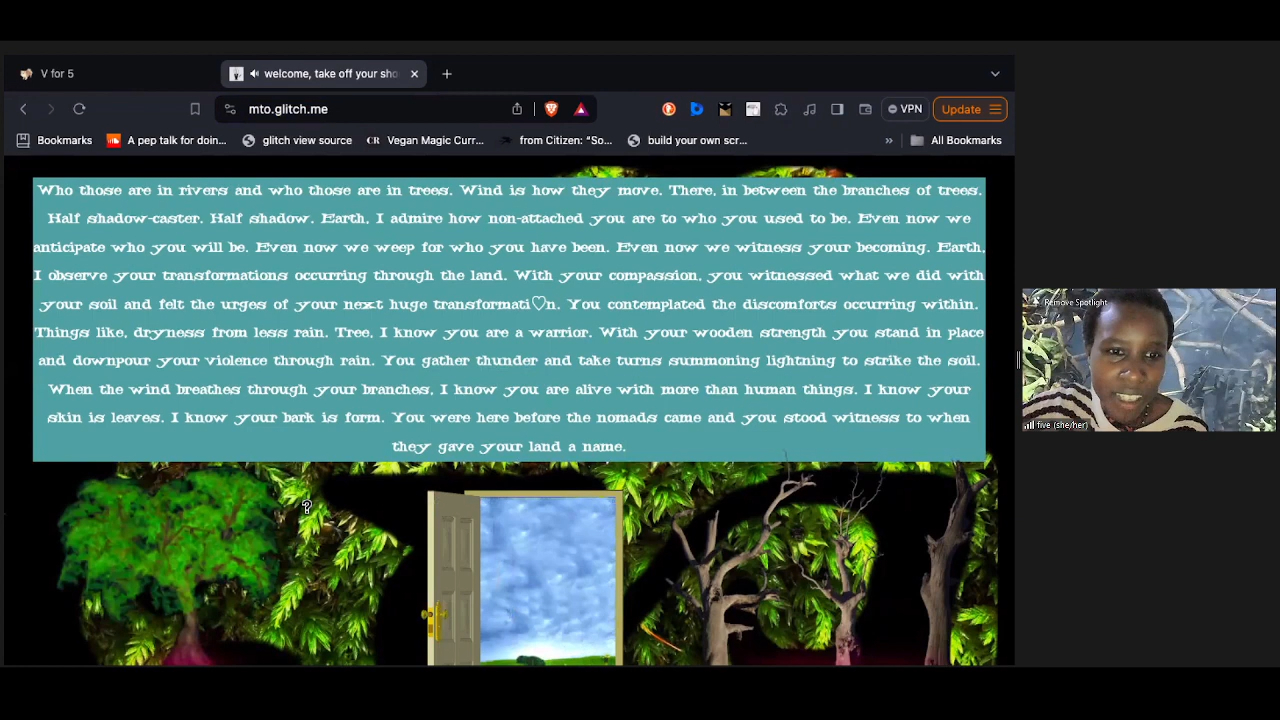 V for 5
welcome, take off your sho
mto.glitch.me
VPN
Update
Bookmarks
A pep talk for doin...
glitch view source
Vegan Magic Curr...
from Citizen: “So...
build your own scr...
»
All Bookmarks
Who those are in rivers and who those are in trees. Wind is how they move. There, in between the branches of trees.
Half shadow-caster. Half shadow. Earth, I admire how non-attached you are to who you used to be. Even now we
anticipate who you will be. Even now we weep for who you have been. Even now we witness your becoming. Earth,
I observe your transformations occurring through the land. With your compassion, you witnessed what we did with
your soil and felt the urges of your next huge transformati♡n. You contemplated the discomforts occurring within.
Things like, dryness from less rain. Tree, I know you are a warrior. With your wooden strength you stand in place
and downpour your violence through rain. You gather thunder and take turns summoning lightning to strike the soil.
When the wind breathes through your branches, I know you are alive with more than human things. I know your
skin is leaves. I know your bark is form. You were here before the nomads came and you stood witness to when
they gave your land a name.
Remove Spotlight
five (she/her)